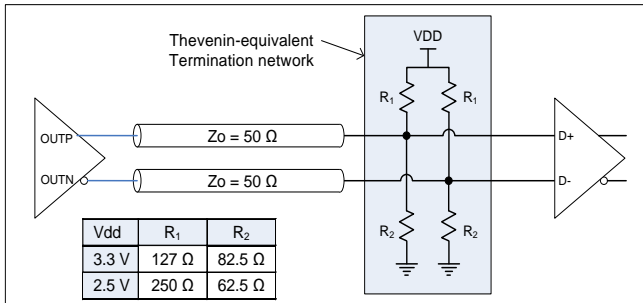 Thevenin-equivalent
Termination network
VDD
R1 R1
OUTP
Zo = 50 Ω
D+
OUTN
Zo = 50 Ω
D-
R2 R2
Vdd R1 R2
3.3 V 127 Ω 82.5 Ω
2.5 V 250 Ω 62.5 Ω